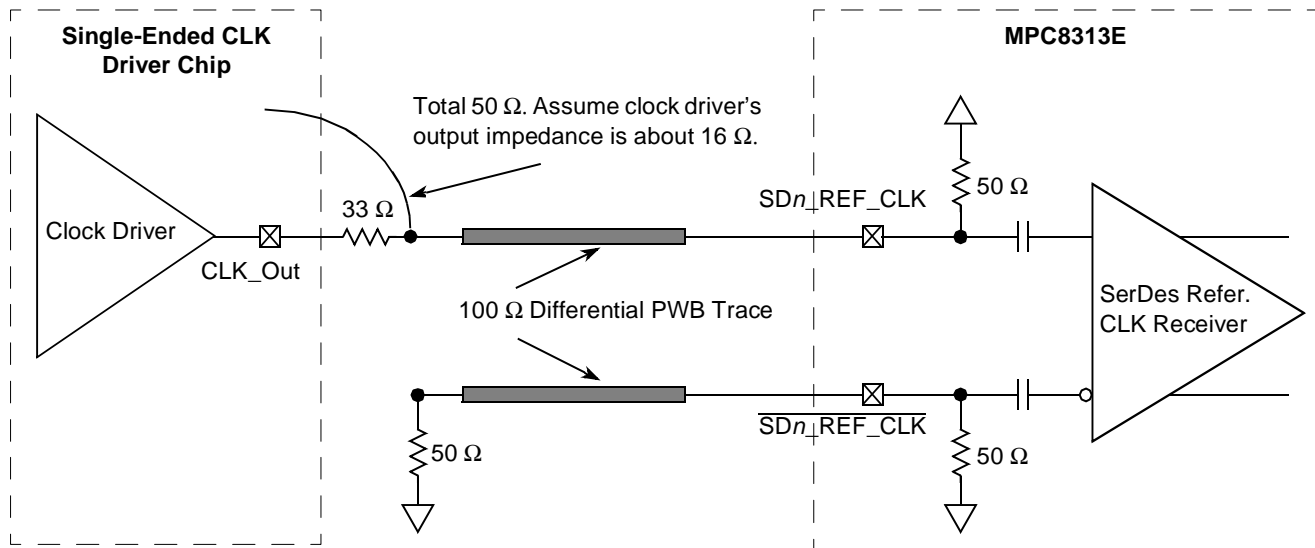 Single-Ended CLK
Driver Chip
MPC8313E
Total 50 Ω. Assume clock driver’s
output impedance is about 16 Ω.
33 Ω
SDn_REF_CLK
50 Ω
Clock Driver
CLK_Out
SerDes Refer.
CLK Receiver
100 Ω Differential PWB Trace
SDn_REF_CLK
50 Ω
50 Ω